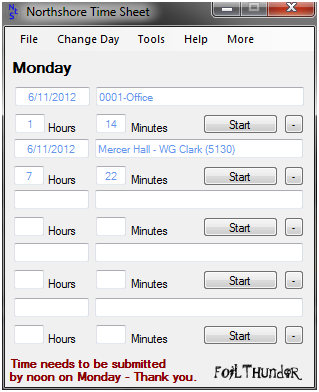 Nt
S Northshore Time Sheet
File Change Day Tools Help More
Monday
6/11/2012 0001-Office
1 Hours 14 Minutes Start -
6/11/2012 Mercer Hall - WG Clark (5130)
7 Hours 22 Minutes Start -
Hours Minutes Start -
Hours Minutes Start -
Hours Minutes Start -
Time needs to be submitted
by noon on Monday - Thank you. FoilThunder